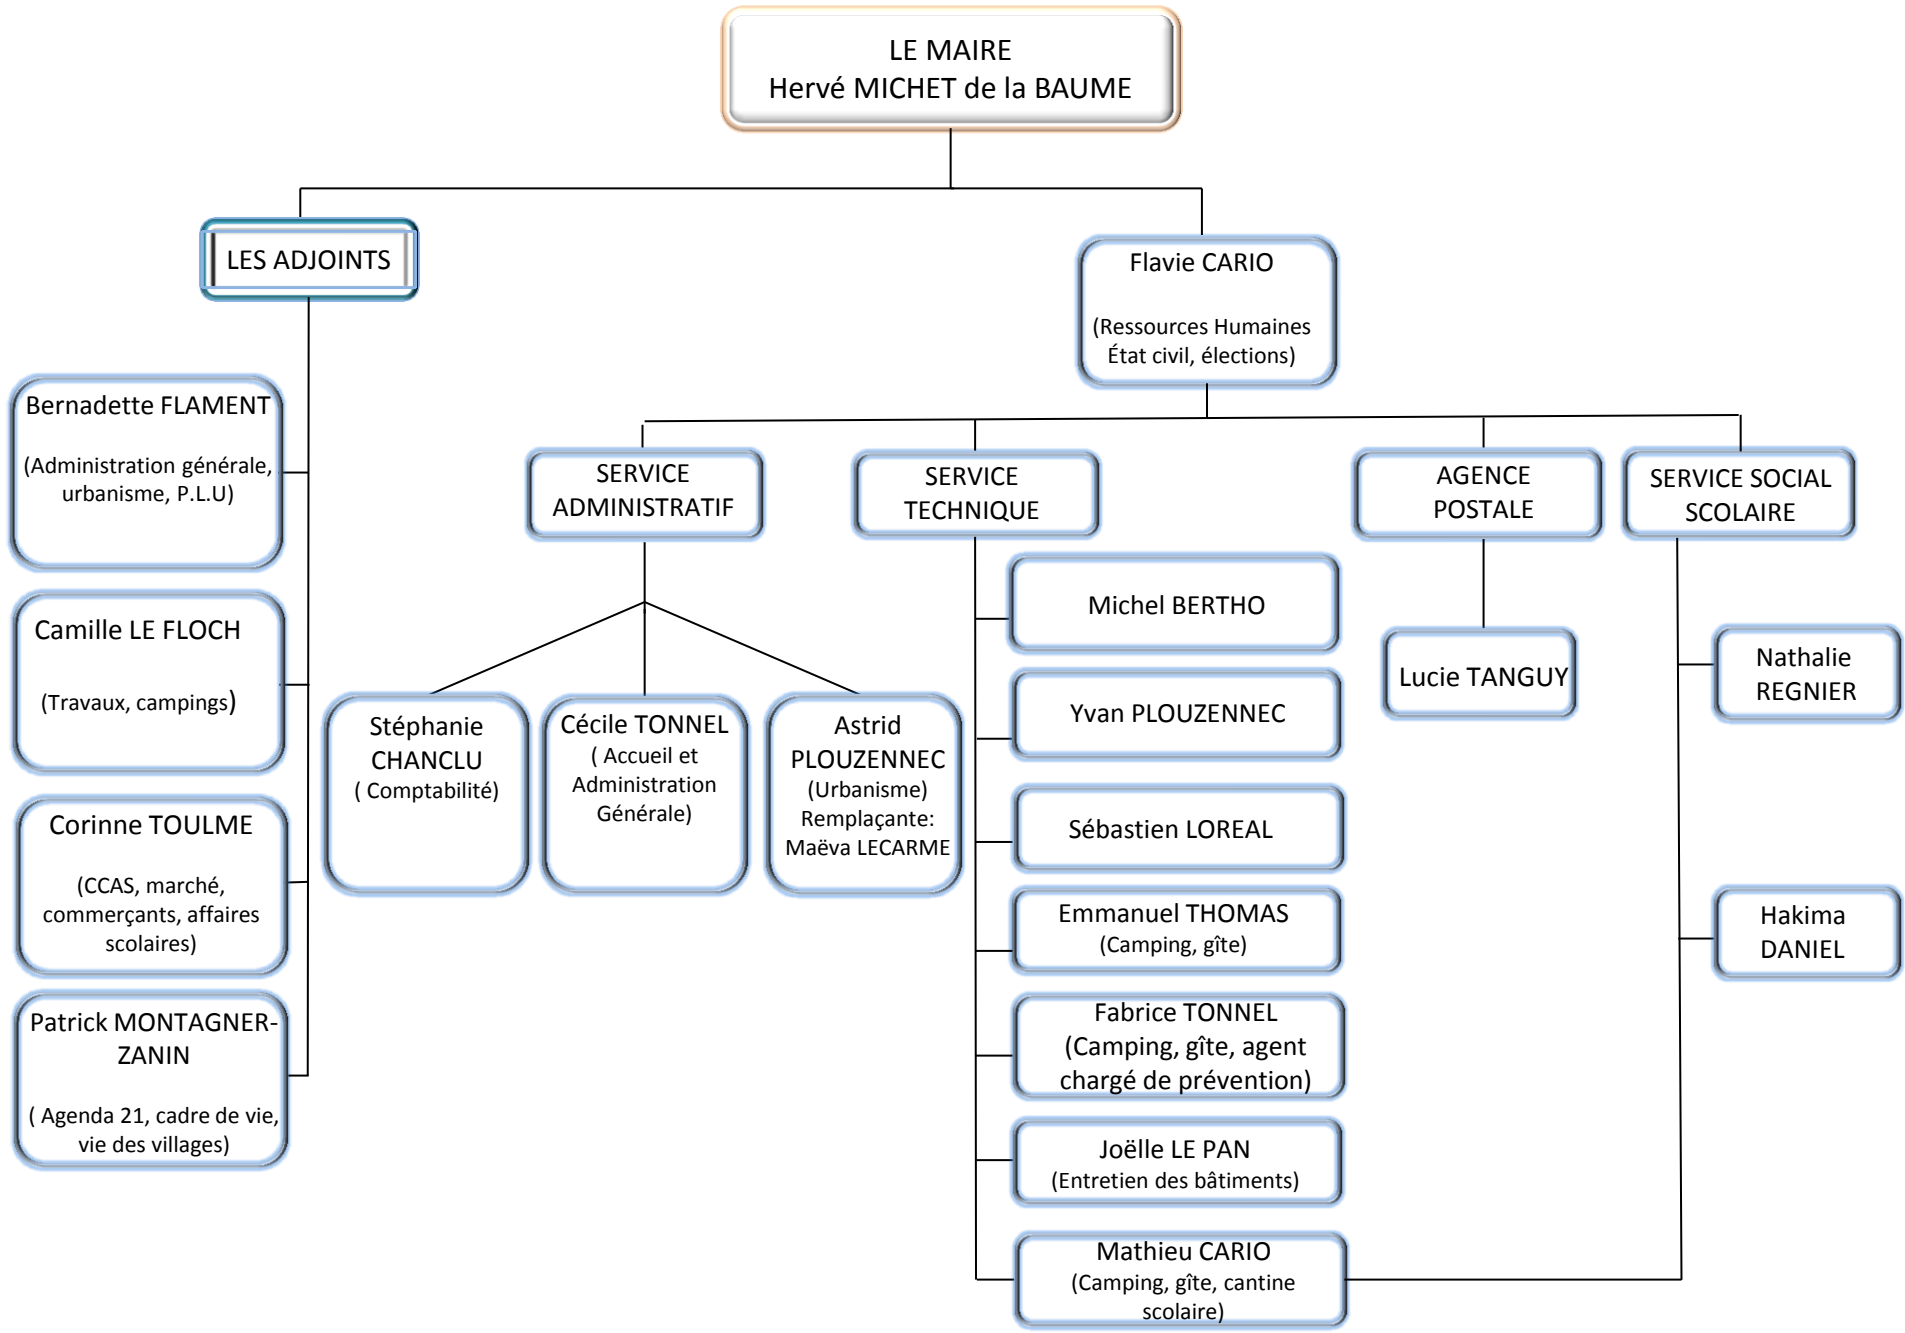 LE MAIRE
Hervé MICHET de la BAUME
LES ADJOINTS
Bernadette FLAMENT
(Administration générale,
urbanisme, P.L.U)
Camille LE FLOCH
(Travaux, campings)
Corinne TOULME
(CCAS, marché,
commerçants, affaires
scolaires)
Patrick MONTAGNER-
ZANIN
( Agenda 21, cadre de vie,
vie des villages)
Flavie CARIO
(Ressources Humaines
État civil, élections)
SERVICE
ADMINISTRATIF
Stéphanie
CHANCLU
( Comptabilité)
Cécile TONNEL
( Accueil et
Administration
Générale)
Astrid
PLOUZENNEC
(Urbanisme)
Remplaçante:
Maëva LECARME
SERVICE
TECHNIQUE
Michel BERTHO
Yvan PLOUZENNEC
Sébastien LOREAL
Emmanuel THOMAS
(Camping, gîte)
Fabrice TONNEL
(Camping, gîte, agent
chargé de prévention)
Joëlle LE PAN
(Entretien des bâtiments)
Mathieu CARIO
(Camping, gîte, cantine
scolaire)
AGENCE
POSTALE
Lucie TANGUY
SERVICE SOCIAL
SCOLAIRE
Nathalie
REGNIER
Hakima
DANIEL